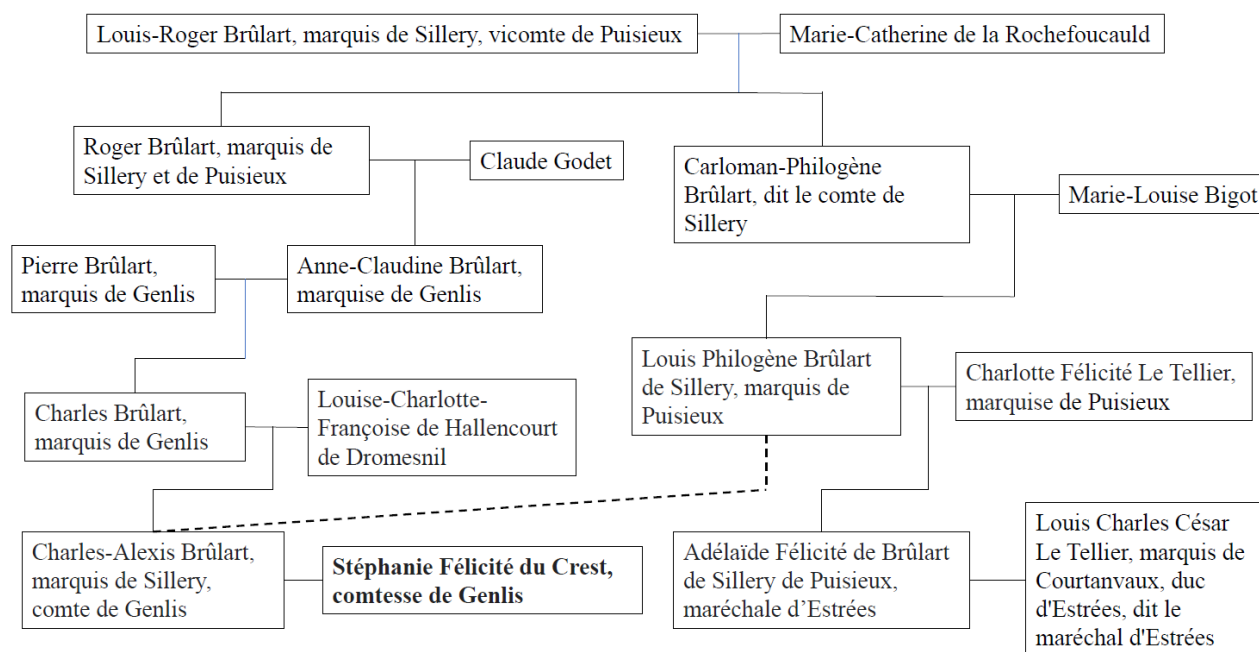 Louis-Roger Brûlart, marquis de Sillery, vicomte de Puisieux
Marie-Catherine de la Rochefoucauld
Roger Brûlart, marquis de
Sillery et de Puisieux
Claude Godet
Carloman-Philogène
Brûlart, dit le comte de
Sillery
Marie-Louise Bigot
Pierre Brûlart,
marquis de Genlis
Anne-Claudine Brûlart,
marquise de Genlis
Louis Philogène Brûlart
de Sillery, marquis de
Puisieux
Charlotte Félicité Le Tellier,
marquise de Puisieux
Charles Brûlart,
marquis de Genlis
Louise-Charlotte-
Françoise de Hallencourt
de Dromesnil
Charles-Alexis Brûlart,
marquis de Sillery,
comte de Genlis
Stéphanie Félicité du Crest,
comtesse de Genlis
Adélaïde Félicité de Brûlart
de Sillery de Puisieux,
maréchale d’Estrées
Louis Charles César
Le Tellier, marquis de
Courtanvaux, duc
d'Estrées, dit le
maréchal d'Estrées